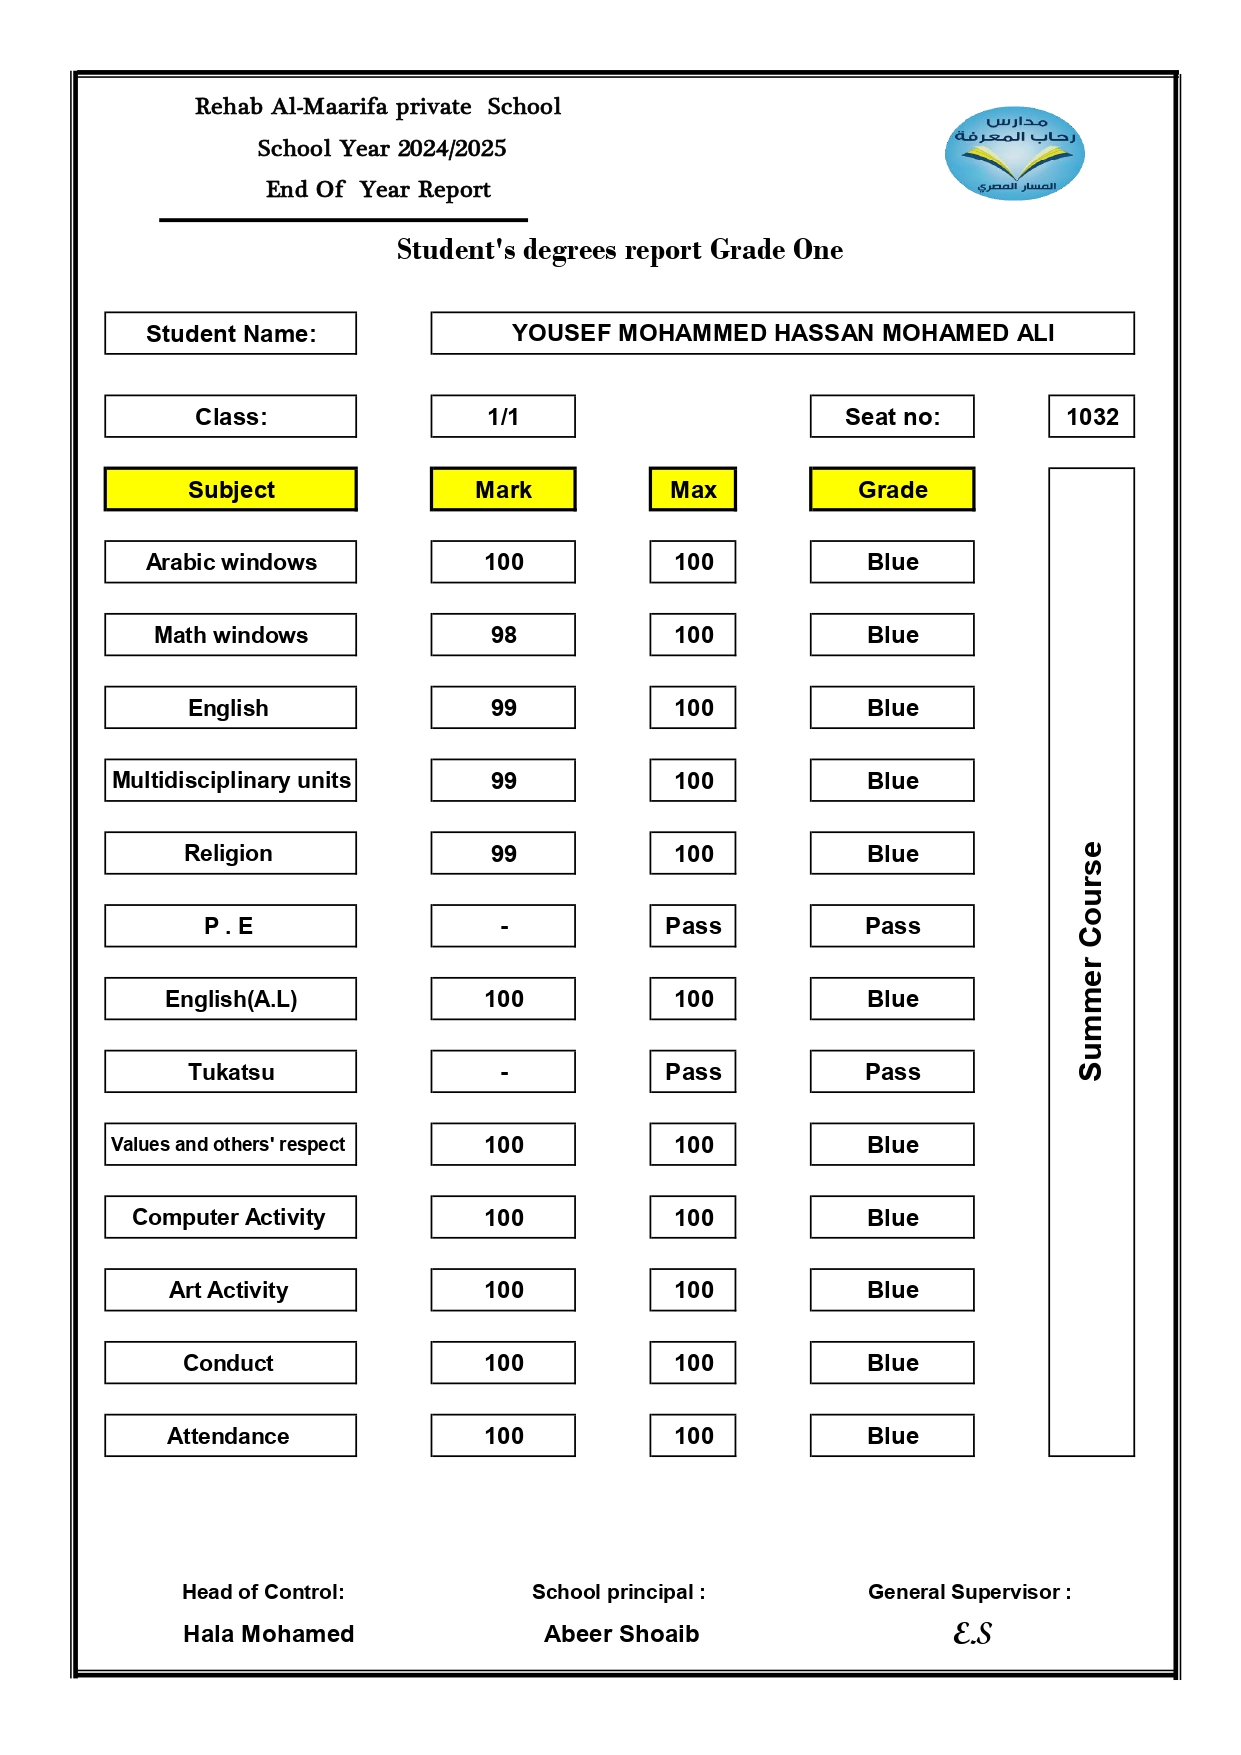 Rehab Al-Maarifa private School
School Year 2024/2025
End Of Year Report
مدارس
رحاب المعرفة
المسار المصري
Student's degrees report Grade One
Student Name: YOUSEF MOHAMMED HASSAN MOHAMED ALI
Class: 1/1 Seat no: 1032
Subject Mark Max Grade
Arabic windows 100 100 Blue
Math windows 98 100 Blue
English 99 100 Blue
Multidisciplinary units 99 100 Blue
Religion 99 100 Blue
P . E - Pass Pass
English(A.L) 100 100 Blue
Tukatsu - Pass Pass
Values and others' respect 100 100 Blue
Computer Activity 100 100 Blue
Art Activity 100 100 Blue
Conduct 100 100 Blue
Attendance 100 100 Blue
Summer Course
Head of Control: School principal : General Supervisor :
Hala Mohamed Abeer Shoaib E.S